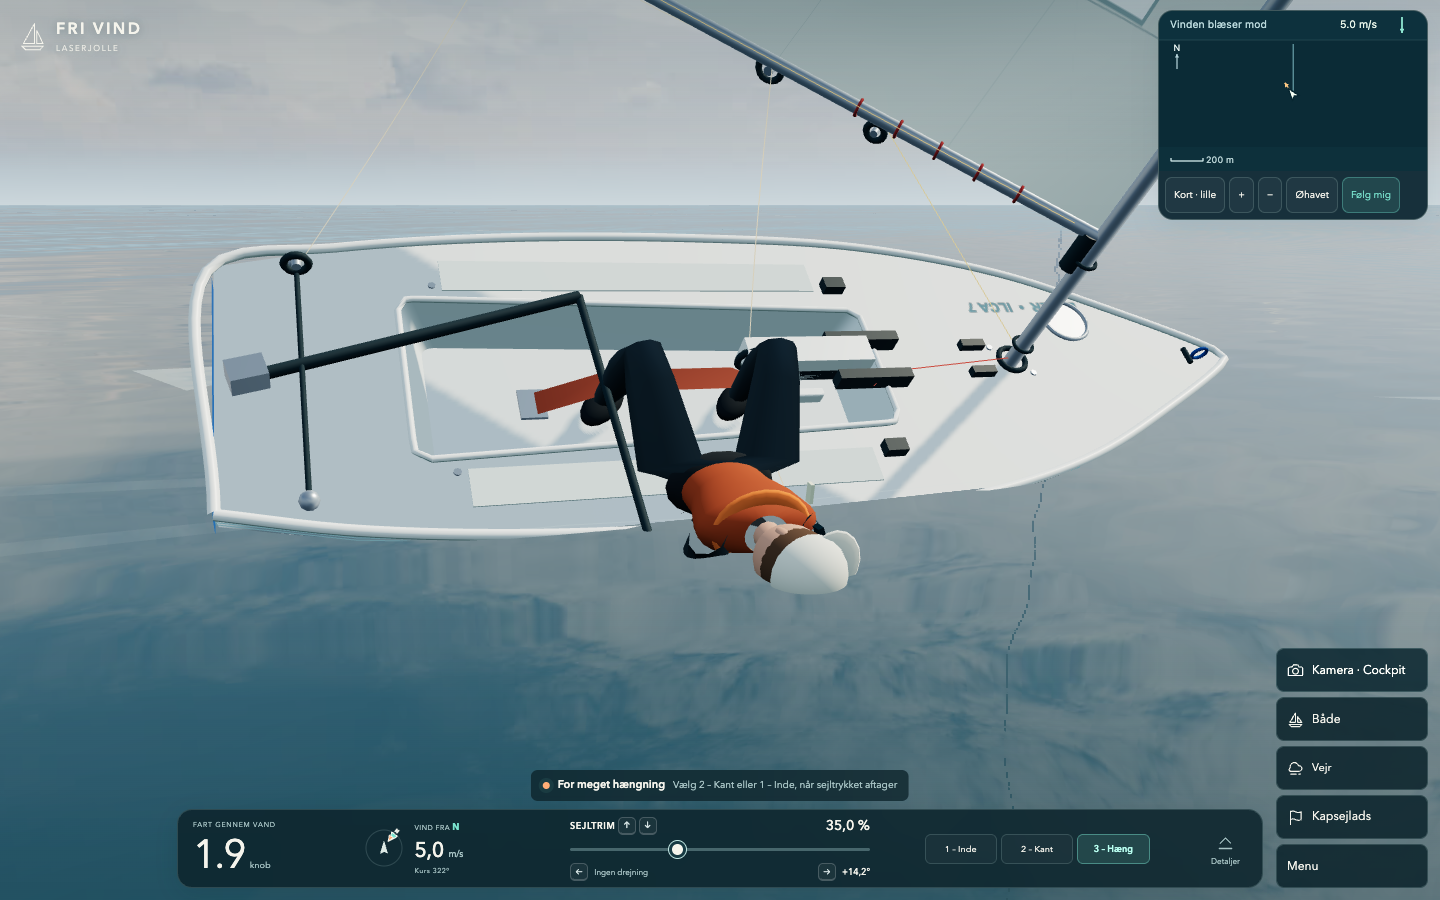 FRI VIND
LASERJOLLE
Vinden blæser mod
5.0 m/s
N
200 m
Kort · lille
+
−
Øhavet
Følg mig
ILCA 7
Kamera · Cockpit
Både
Vejr
Kapsejlads
Menu
For meget hængning Vælg 2 – Kant eller 1 – Inde, når sejltrykket aftager
FART GENNEM VAND
1.9 knob
VIND FRA N
5,0 m/s
Kurs 322°
SEJLTRIM ↑ ↓
35,0 %
← Ingen drejning
→ +14,2°
1 – Inde
2 – Kant
3 – Hæng
Detaljer